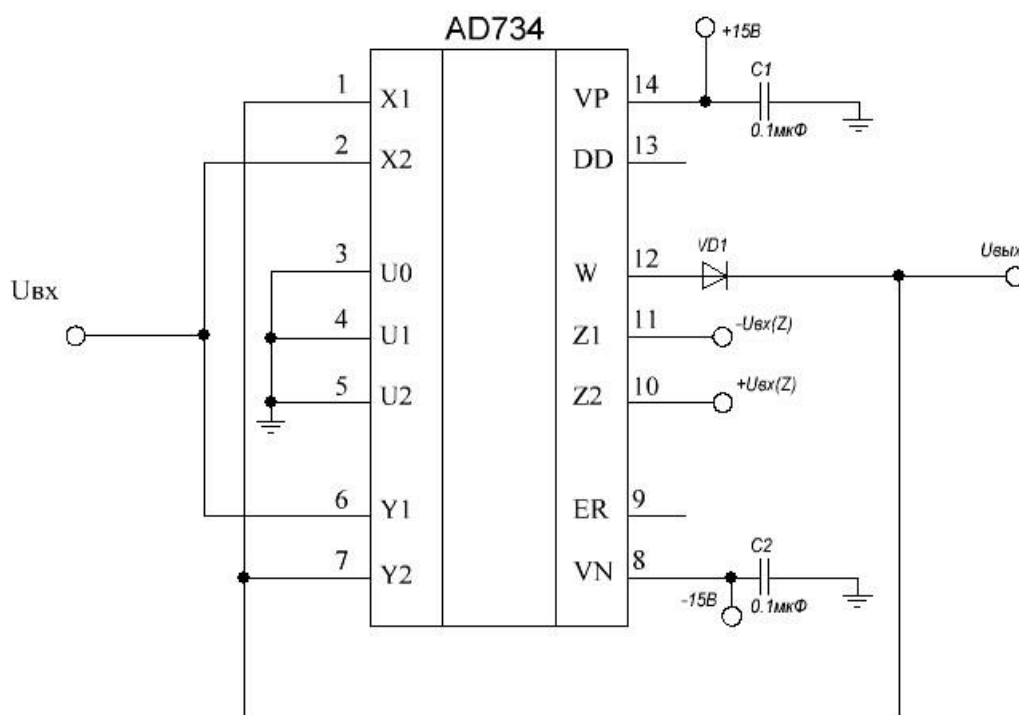 AD734
+15В
1 X1 VP 14
C1
0.1мкФ
2 X2 DD 13
3 U0 W 12
VD1
Uвых
Uвх
4 U1 Z1 11
-Uвх(Z)
5 U2 Z2 10
+Uвх(Z)
6 Y1 ER 9
7 Y2 VN 8
C2
-15В
0.1мкФ